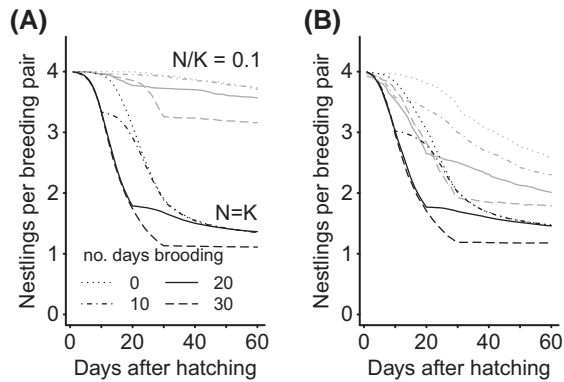 (A)
Nestlings per breeding pair
4
3
2
1
0
N/K = 0.1
N=K
no. days brooding
0 20
10 30
0 20 40 60
Days after hatching
(B)
Nestlings per breeding pair
4
3
2
1
0
0 20 40 60
Days after hatching